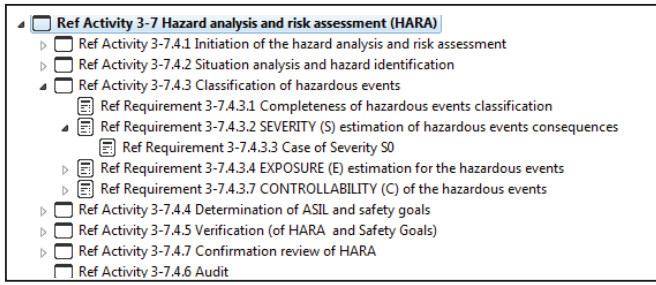 Ref Activity 3-7 Hazard analysis and risk assessment (HARA)
Ref Activity 3-7.4.1 Initiation of the hazard analysis and risk assessment
Ref Activity 3-7.4.2 Situation analysis and hazard identification
Ref Activity 3-7.4.3 Classification of hazardous events
Ref Requirement 3-7.4.3.1 Completeness of hazardous events classification
Ref Requirement 3-7.4.3.2 SEVERITY (S) estimation of hazardous events consequences
Ref Requirement 3-7.4.3.3 Case of Severity S0
Ref Requirement 3-7.4.3.4 EXPOSURE (E) estimation for the hazardous events
Ref Requirement 3-7.4.3.7 CONTROLLABILITY (C) of the hazardous events
Ref Activity 3-7.4.4 Determination of ASIL and safety goals
Ref Activity 3-7.4.5 Verification (of HARA and Safety Goals)
Ref Activity 3-7.4.7 Confirmation review of HARA
Ref Activity 3-7.4.6 Audit